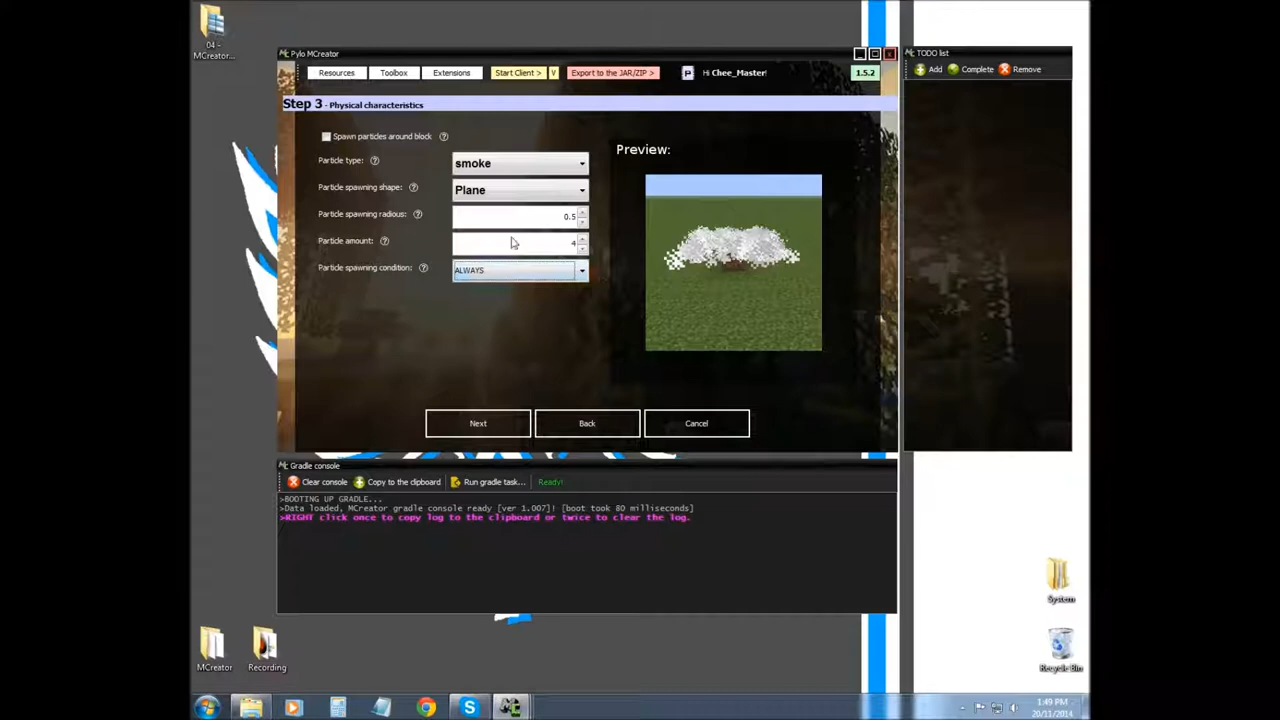 04 -
MCreator...
Pylo MCreator
Resources
Toolbox
Extensions
Start Client >
V
Export to the JAR/ZIP >
P
Hi Chee_Master!
1.5.2
Step 3 - Physical characteristics
Spawn particles around block
Particle type:
smoke
Particle spawning shape:
Plane
Particle spawning radius:
0.5
Particle amount:
4
Particle spawning condition:
ALWAYS
Preview:
Next
Back
Cancel
TODO list
Add
Complete
Remove
Gradle console
Clear console
Copy to the clipboard
Run gradle task...
Ready!
>BOOTING UP GRADLE...
>Data loaded, MCreator gradle console ready [ver 1.007]! [boot took 80 milliseconds]
>RIGHT click once to copy log to the clipboard or twice to clear the log.
System
Recycle Bin
MCreator
Recording
1:49 PM
20/11/2014